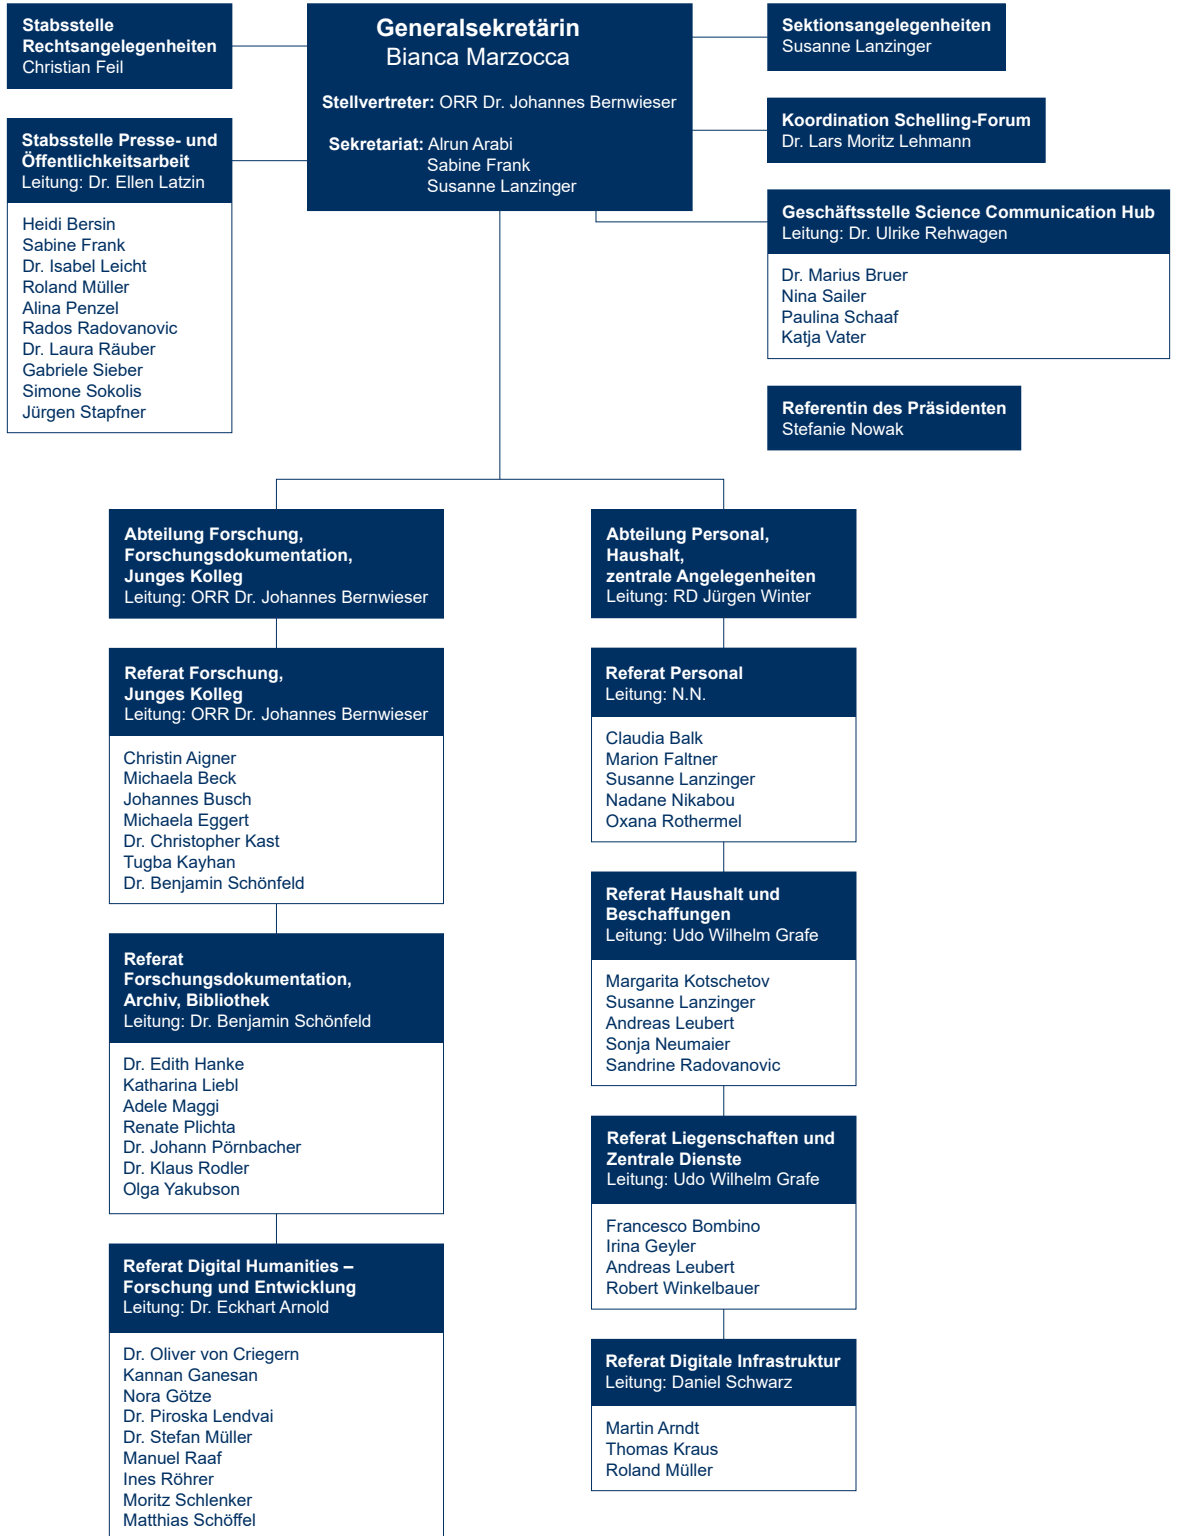 Stabsstelle
Rechtsangelegenheiten
Christian Feil
Stabsstelle Presse- und
Öffentlichkeitsarbeit
Leitung: Dr. Ellen Latzin
Heidi Bersin
Sabine Frank
Dr. Isabel Leicht
Roland Müller
Alina Penzel
Rados Radovanovic
Dr. Laura Räuber
Gabriele Sieber
Simone Sokolis
Jürgen Stapfner
Generalsekretärin
Bianca Marzocca
Stellvertreter: ORR Dr. Johannes Bernwieser
Sekretariat: Alrun Arabi
Sabine Frank
Susanne Lanzinger
Sektionsangelegenheiten
Susanne Lanzinger
Koordination Schelling-Forum
Dr. Lars Moritz Lehmann
Geschäftsstelle Science Communication Hub
Leitung: Dr. Ulrike Rehwagen
Dr. Marius Bruer
Nina Sailer
Paulina Schaaf
Katja Vater
Referentin des Präsidenten
Stefanie Nowak
Abteilung Forschung,
Forschungsdokumentation,
Junges Kolleg
Leitung: ORR Dr. Johannes Bernwieser
Referat Forschung,
Junges Kolleg
Leitung: ORR Dr. Johannes Bernwieser
Christin Aigner
Michaela Beck
Johannes Busch
Michaela Eggert
Dr. Christopher Kast
Tugba Kayhan
Dr. Benjamin Schönfeld
Referat
Forschungsdokumentation,
Archiv, Bibliothek
Leitung: Dr. Benjamin Schönfeld
Dr. Edith Hanke
Katharina Liebl
Adele Maggi
Renate Plichta
Dr. Johann Pörnbacher
Dr. Klaus Rodler
Olga Yakubson
Referat Digital Humanities –
Forschung und Entwicklung
Leitung: Dr. Eckhart Arnold
Dr. Oliver von Criegern
Kannan Ganesan
Nora Götze
Dr. Piroska Lendvai
Dr. Stefan Müller
Manuel Raaf
Ines Röhrer
Moritz Schlenker
Matthias Schöffel
Abteilung Personal,
Haushalt,
zentrale Angelegenheiten
Leitung: RD Jürgen Winter
Referat Personal
Leitung: N.N.
Claudia Balk
Marion Faltner
Susanne Lanzinger
Nadane Nikabou
Oxana Rothermel
Referat Haushalt und
Beschaffungen
Leitung: Udo Wilhelm Grafe
Margarita Kotschetov
Susanne Lanzinger
Andreas Leubert
Sonja Neumaier
Sandrine Radovanovic
Referat Liegenschaften und
Zentrale Dienste
Leitung: Udo Wilhelm Grafe
Francesco Bombino
Irina Geyler
Andreas Leubert
Robert Winkelbauer
Referat Digitale Infrastruktur
Leitung: Daniel Schwarz
Martin Arndt
Thomas Kraus
Roland Müller